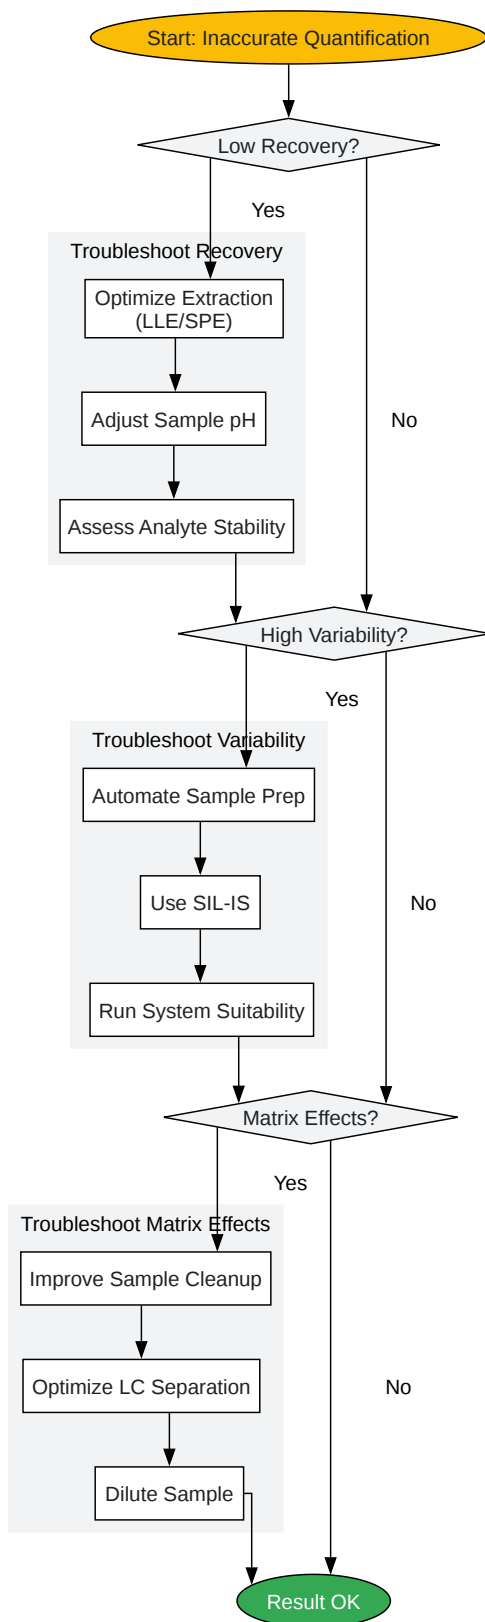 Start: Inaccurate Quantification
Low Recovery?
Yes
Troubleshoot Recovery
Optimize Extraction
(LLE/SPE)
Adjust Sample pH
No
Assess Analyte Stability
High Variability?
Yes
Troubleshoot Variability
Automate Sample Prep
Use SIL-IS
No
Run System Suitability
Matrix Effects?
Yes
Troubleshoot Matrix Effects
Improve Sample Cleanup
Optimize LC Separation
No
Dilute Sample
Result OK